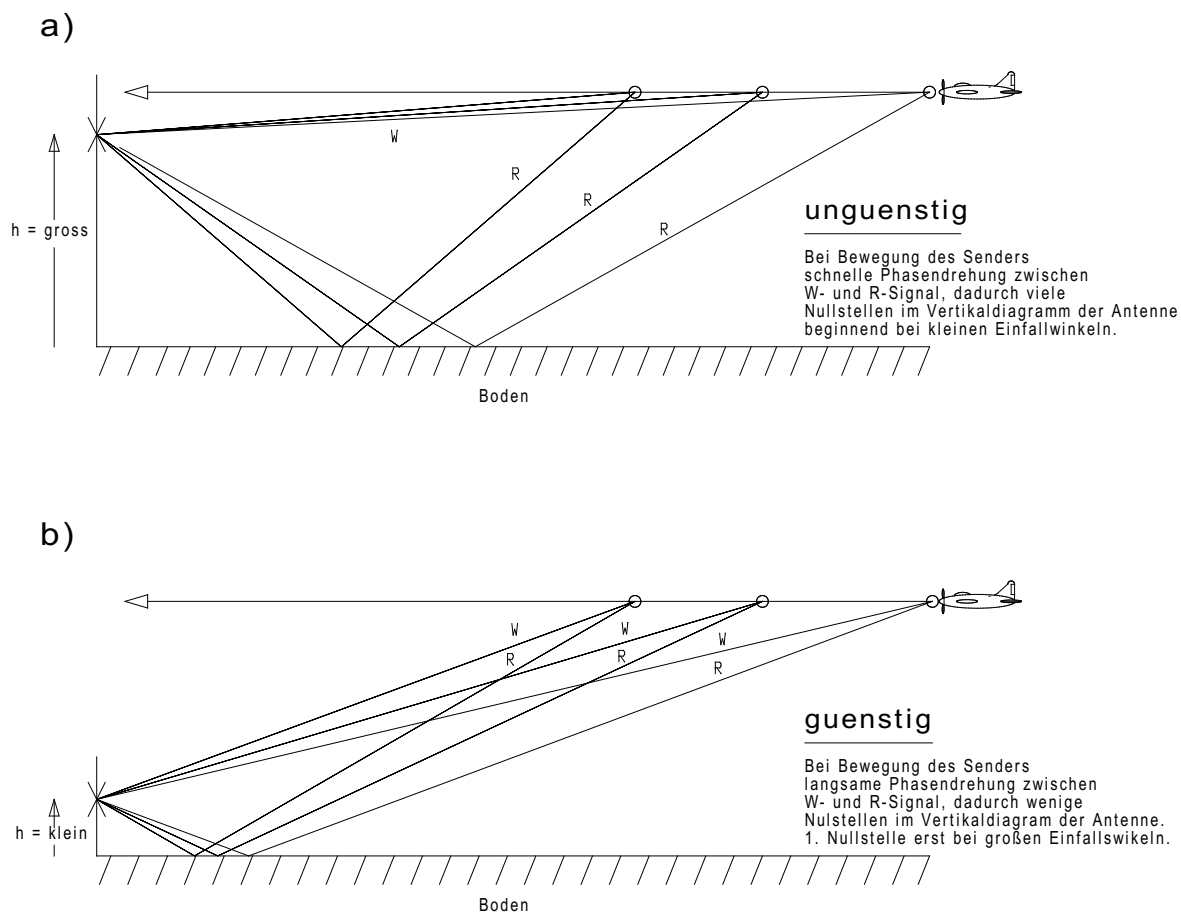 a)
W
R
R
R
h = gross
unguenstig
Bei Bewegung des Senders
schnelle Phasendrehung zwischen
W- und R-Signal, dadurch viele
Nullstellen im Vertikaldiagramm der Antenne
beginnend bei kleinen Einfallwinkeln.
Boden
b)
W
W
W
R
R
R
guenstig
Bei Bewegung des Senders
langsame Phasendrehung zwischen
W- und R-Signal, dadurch wenige
Nulstellen im Vertikaldiagram der Antenne.
1. Nullstelle erst bei großen Einfallswikeln.
h = klein
Boden